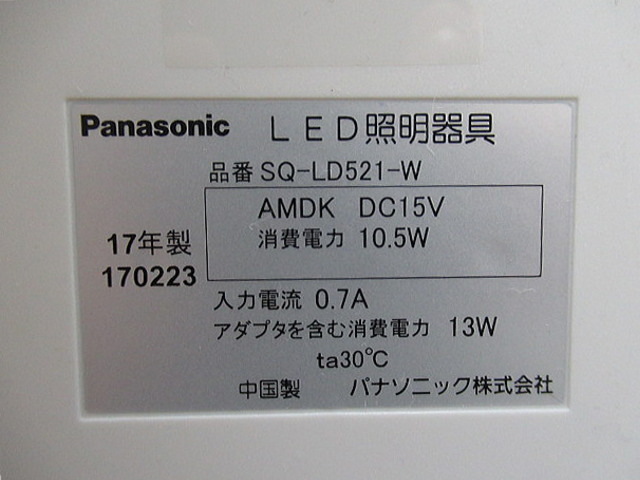 Panasonic LED照明器具
品番 SQ-LD521-W
AMDK DC15V
消費電力 10.5W
17年製
170223
入力電流 0.7A
アダプタを含む消費電力 13W
ta30℃
中国製 パナソニック株式会社